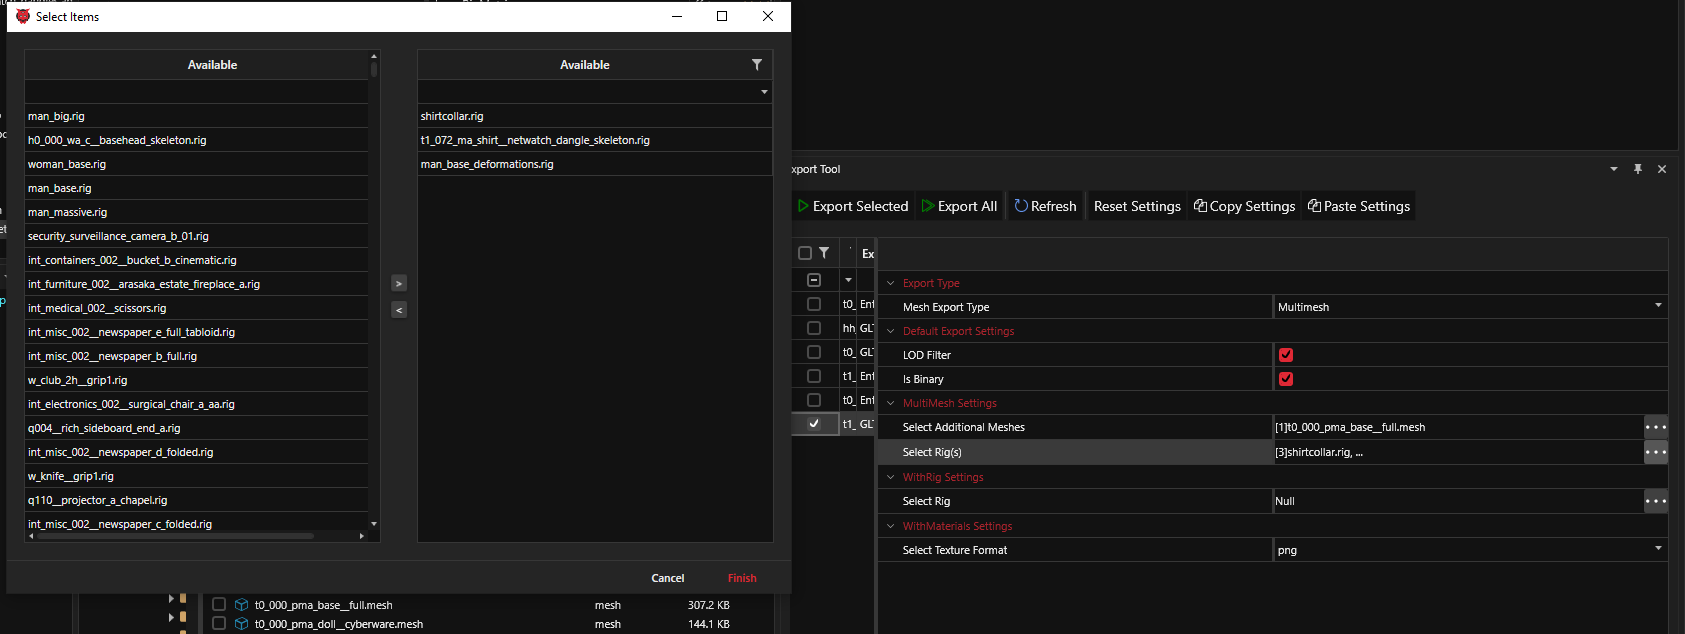 Select Items
Available
man_big.rig
h0_000_wa_c__basehead_skeleton.rig
woman_base.rig
man_base.rig
man_massive.rig
security_surveillance_camera_b_01.rig
int_containers_002__bucket_b_cinematic.rig
int_furniture_002__arasaka_estate_fireplace_a.rig
int_medical_002__scissors.rig
int_misc_002__newspaper_e_full_tabloid.rig
int_misc_002__newspaper_b_full.rig
w_club_2h__grip1.rig
int_electronics_002__surgical_chair_a_aa.rig
q004__rich_sideboard_end_a.rig
int_misc_002__newspaper_d_folded.rig
w_knife__grip1.rig
q110__projector_a_chapel.rig
int_misc_002__newspaper_c_folded.rig
>
<
Available
shirtcollar.rig
t1_072_ma_shirt__netwatch_dangle_skeleton.rig
man_base_deformations.rig
Cancel Finish
t0_000_pma_base__full.mesh mesh 307.2 KB
t0_000_pma_doll__cyberware.mesh mesh 144.1 KB
xport Tool
Export Selected Export All Refresh Reset Settings Copy Settings Paste Settings
Ex
t0_ Ent
hh_ GLT
t0_ GLT
t1_ Ent
t0_ Ent
t1_ GLT
Export Type
Mesh Export Type Multimesh
Default Export Settings
LOD Filter
Is Binary
MultiMesh Settings
Select Additional Meshes [1]t0_000_pma_base__full.mesh ...
Select Rig(s) [3]shirtcollar.rig, ... ...
WithRig Settings
Select Rig Null ...
WithMaterials Settings
Select Texture Format png